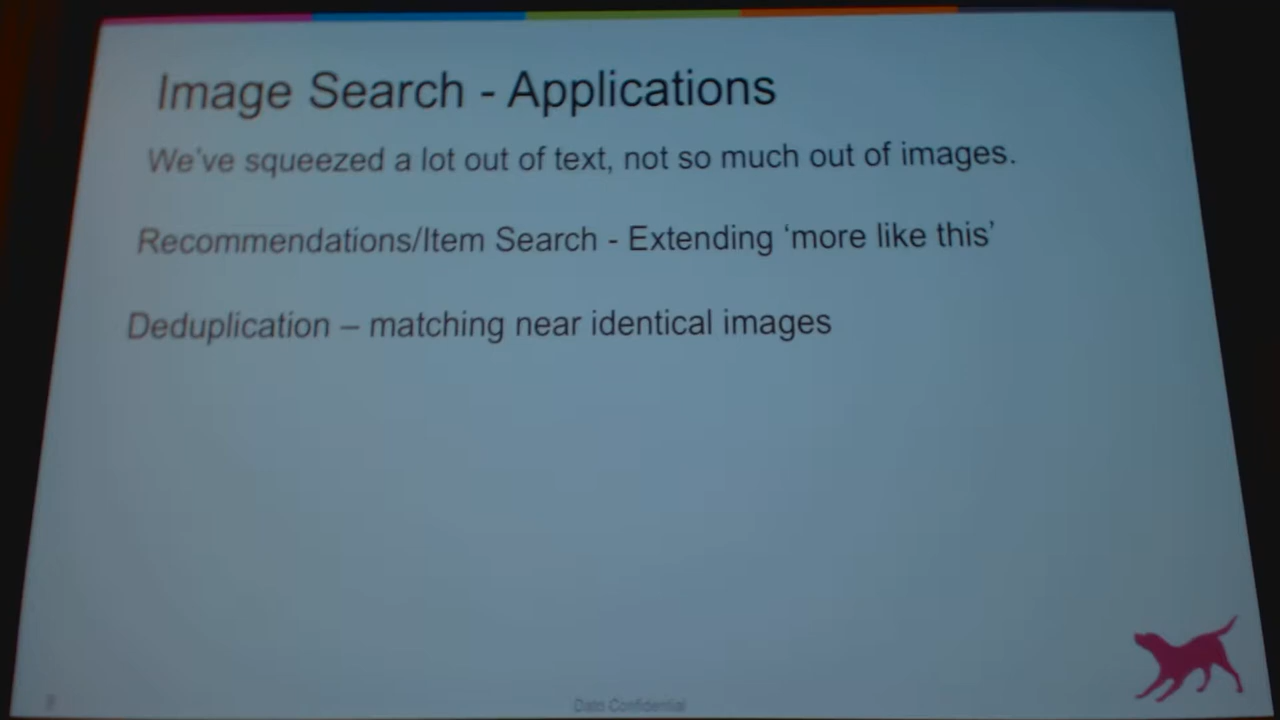 Image Search - Applications
We've squeezed a lot out of text, not so much out of images.
Recommendations/Item Search - Extending ‘more like this’
Deduplication – matching near identical images
Dato Confidential